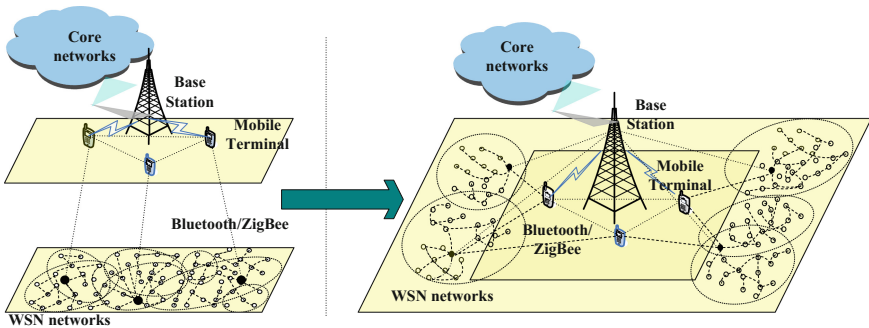 Core
networks
Base
Station
Mobile
Terminal
Bluetooth/ZigBee
WSN networks
Core
networks
Base
Station
Mobile
Terminal
Bluetooth/
ZigBee
WSN networks